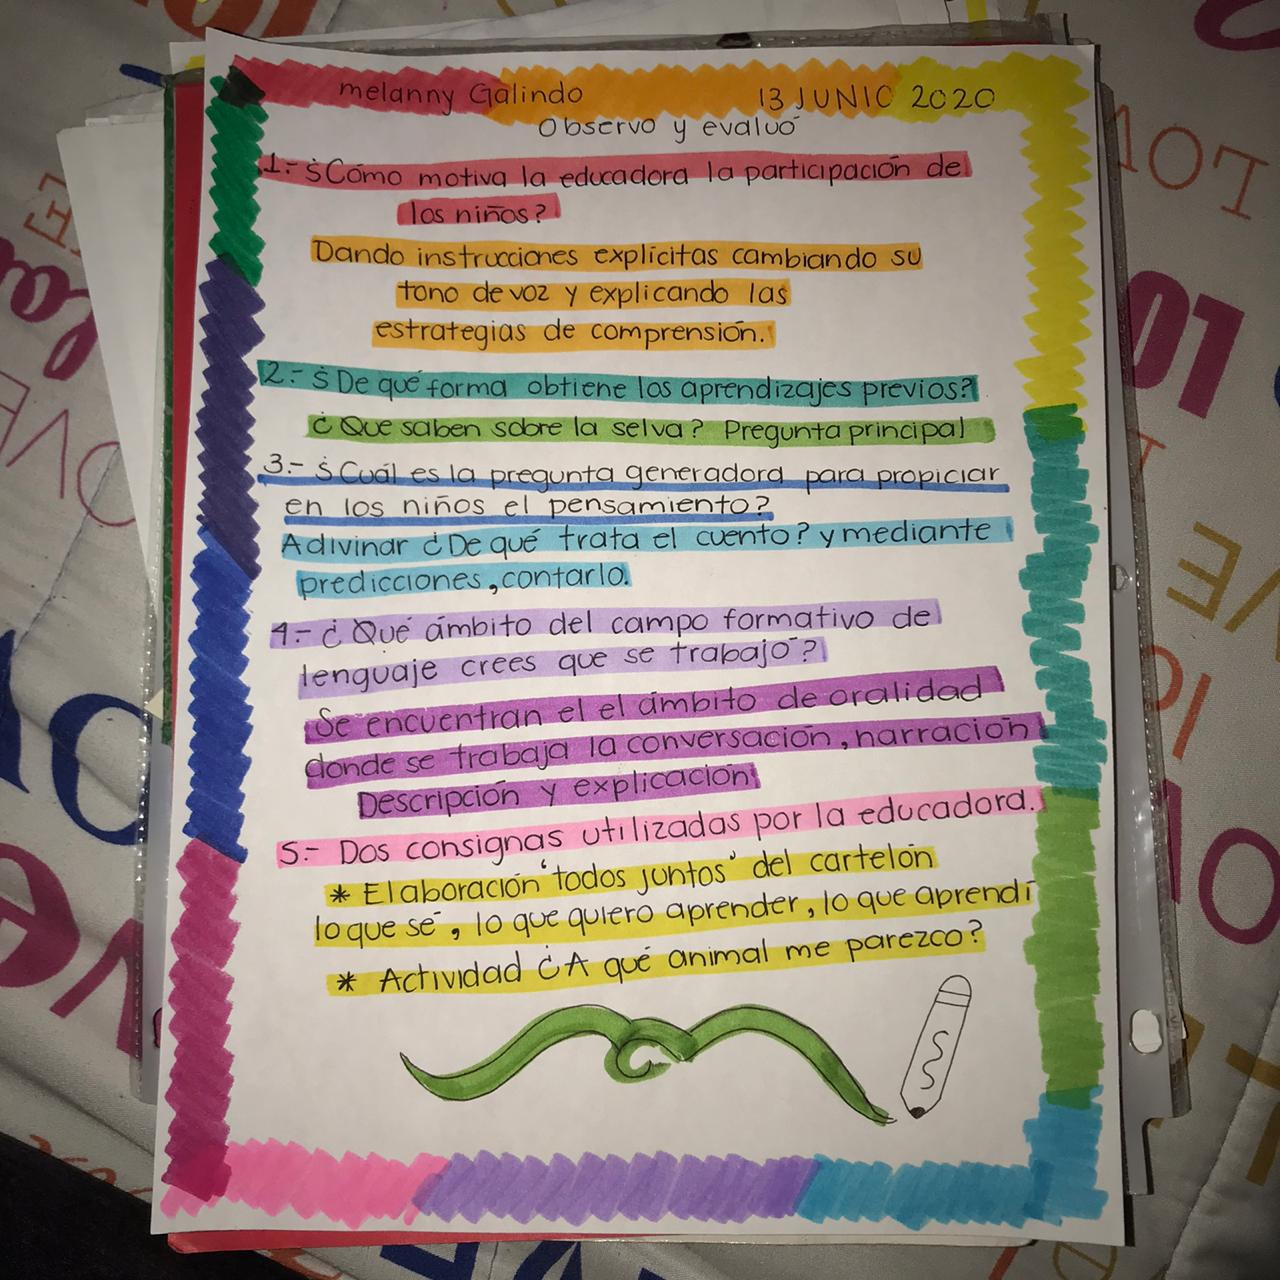 melanny Galindo 13 JUNIO 2020
Observo y evaluó
1.- ¿Cómo motiva la educadora la participación de
los niños?
Dando instrucciones explícitas cambiando su
tono de voz y explicando las
estrategias de comprensión.
2.- ¿De qué forma obtiene los aprendizajes previos?
¿Que saben sobre la selva? Pregunta principal
3.- ¿Cuál es la pregunta generadora para propiciar
en los niños el pensamiento?
Adivinar ¿De qué trata el cuento? y mediante
predicciones, contarlo.
4.- ¿Qué ámbito del campo formativo de
lenguaje crees que se trabajo?
Se encuentran el el ámbito de oralidad
donde se trabaja la conversación, narración
Descripción y explicación
5.- Dos consignas utilizadas por la educadora.
* Elaboración 'todos juntos' del cartelón
lo que sé, lo que quiero aprender, lo que aprendí
* Actividad ¿A qué animal me parezco?